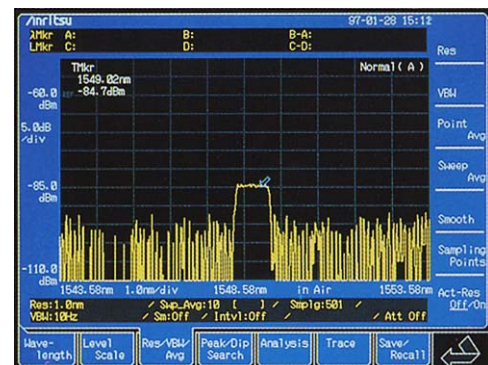 Anritsu 97-01-28 15:12
λMkr A: B: B-A:
LMkr C: D: C-D:
TMkr
1549.02nm
-84.7dBm
Normal(A)
-60.0 REF
dBm
5.0dB
/div
-85.0
dBm
-110.0
dBm
1543.58nm 1.0nm/div 1548.58nm in Air 1553.58nm
Res:1.0nm / Swp_Avg:10 [ ] / Smplg:501 /
VBW:10Hz / Sm:Off / Intvl:Off / / Att Off
Res
VBW
Point
Avg
Sweep
Avg
Smooth
Sampling
Points
Act-Res
Off/On
Wave-
length
Level
Scale
Res/VBW/
Avg
Peak/Dip
Search
Analysis
Trace
Save/
Recall